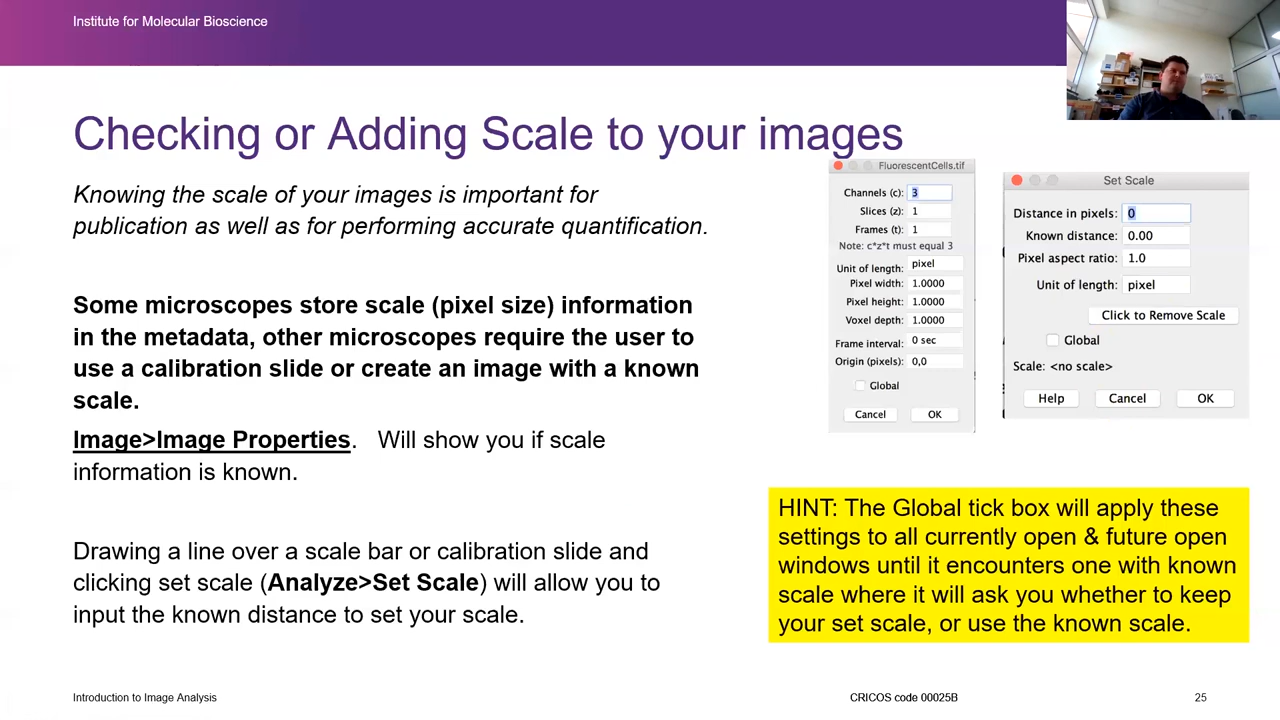 Institute for Molecular Bioscience
Checking or Adding Scale to your images
Knowing the scale of your images is important for
publication as well as for performing accurate quantification.
Some microscopes store scale (pixel size) information
in the metadata, other microscopes require the user to
use a calibration slide or create an image with a known
scale.
Image>Image Properties. Will show you if scale
information is known.
Drawing a line over a scale bar or calibration slide and
clicking set scale (Analyze>Set Scale) will allow you to
input the known distance to set your scale.
FluorescentCells.tif
Channels (c): 3
Slices (z): 1
Frames (t): 1
Note: c*z*t must equal 3
Unit of length: pixel
Pixel width: 1.0000
Pixel height: 1.0000
Voxel depth: 1.0000
Frame interval: 0 sec
Origin (pixels): 0,0
Global
Cancel OK
Set Scale
Distance in pixels: 0
Known distance: 0.00
Pixel aspect ratio: 1.0
Unit of length: pixel
Click to Remove Scale
Global
Scale: <no scale>
Help Cancel OK
HINT: The Global tick box will apply these
settings to all currently open & future open
windows until it encounters one with known
scale where it will ask you whether to keep
your set scale, or use the known scale.
Introduction to Image Analysis
CRICOS code 00025B
25